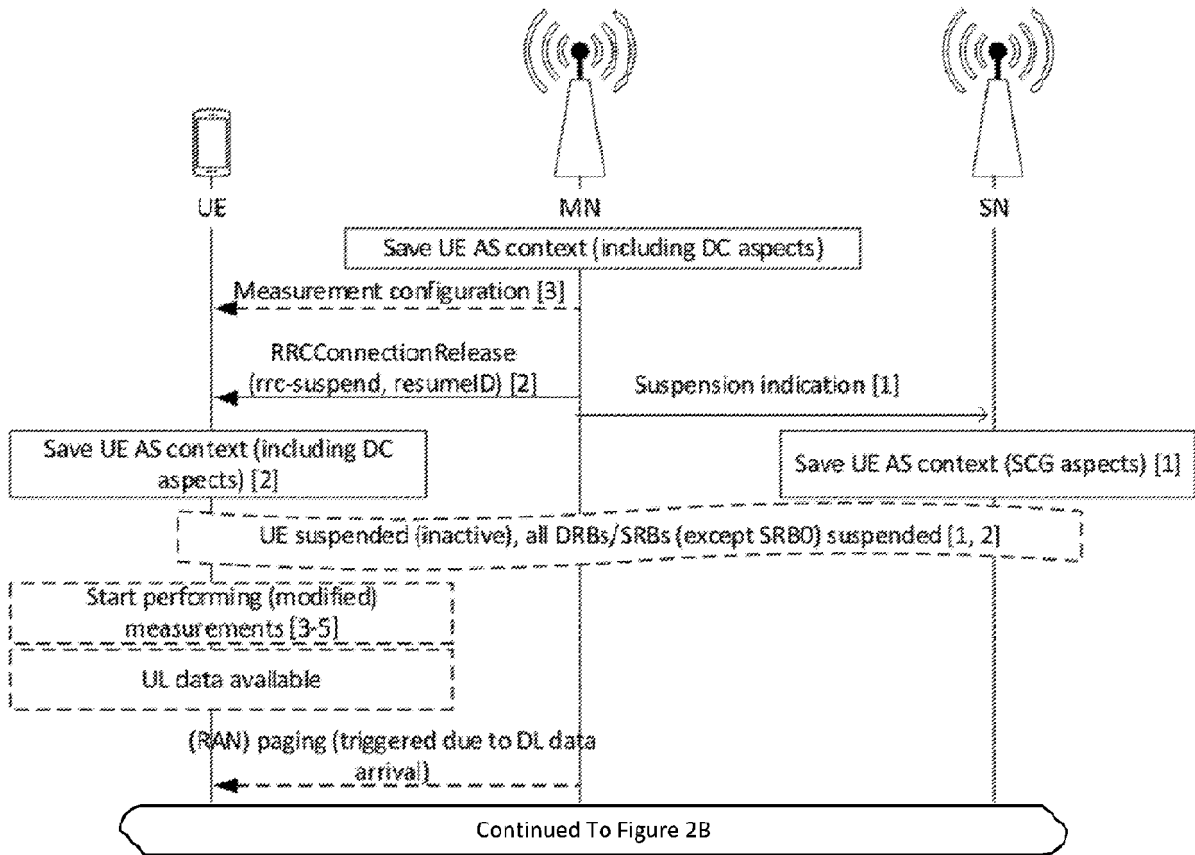 UE
MN
SN
Save UE AS context (including DC aspects)
Measurement configuration [3]
RRCConnectionRelease
(rrc-suspend, resumeID) [2]
Suspension indication [1]
Save UE AS context (including DC
aspects) [2]
Save UE AS context (SCG aspects) [1]
UE suspended (inactive), all DRBs/SRBs (except SRB0) suspended [1, 2]
Start performing (modified)
measurements [3-5]
UL data available
(RAN) paging (triggered due to DL data
arrival)
Continued To Figure 2B